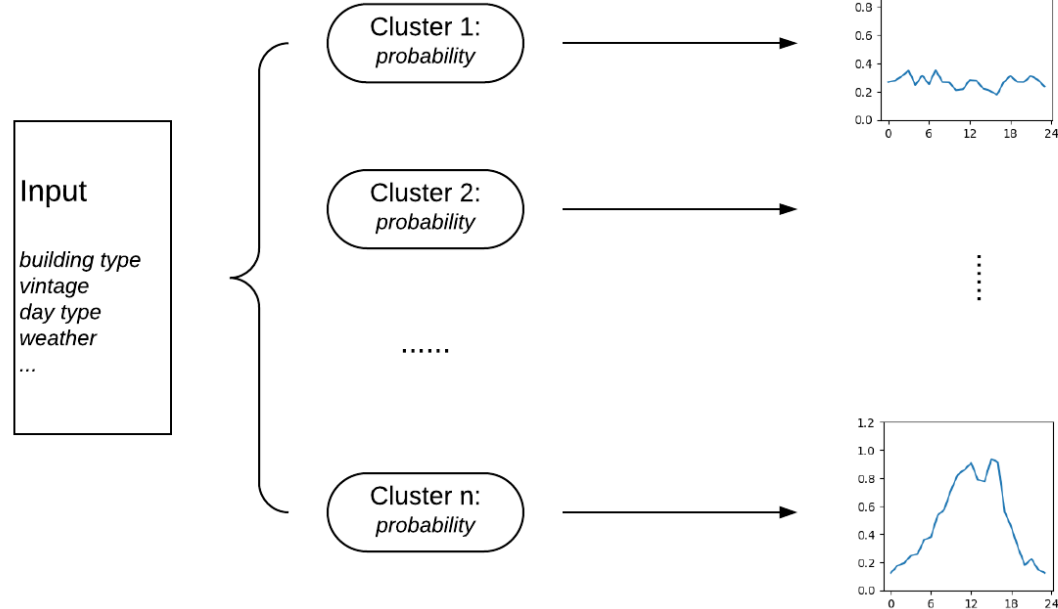 Input
building type
vintage
day type
weather
...
Cluster 1:
probability
Cluster 2:
probability
......
Cluster n:
probability
0.8
0.6
0.4
0.2
0.0
0 6 12 18 24
......
1.2
1.0
0.8
0.6
0.4
0.2
0.0
0 6 12 18 24